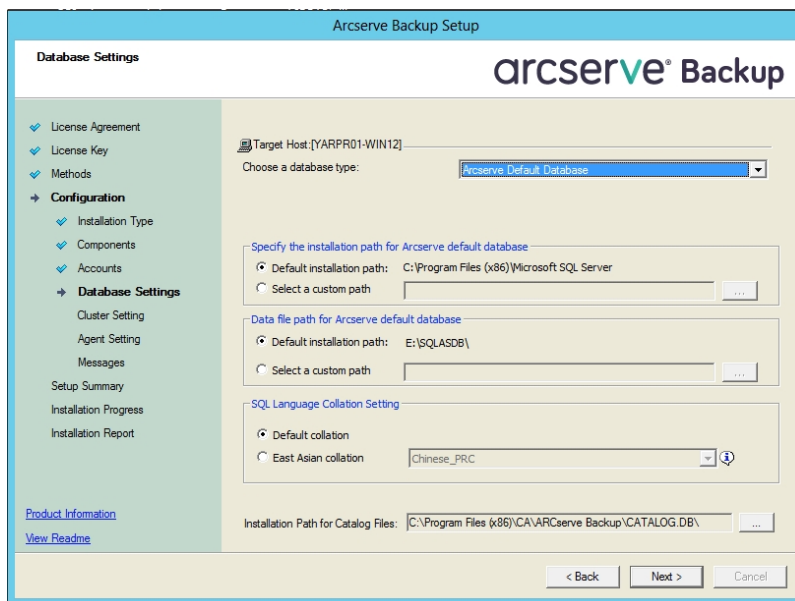 Arcserve Backup Setup
Database Settings
arcserve® Backup
License Agreement
License Key
Methods
Configuration
Installation Type
Components
Accounts
Database Settings
Cluster Setting
Agent Setting
Messages
Setup Summary
Installation Progress
Installation Report
Product Information
View Readme
Target Host:[YARPR01-WIN12]
Choose a database type: Arcserve Default Database
Specify the installation path for Arcserve default database
Default installation path: C:\Program Files (x86)\Microsoft SQL Server
Select a custom path ...
Data file path for Arcserve default database
Default installation path: E:\SQLASDB\
Select a custom path ...
SQL Language Collation Setting
Default collation
East Asian collation Chinese_PRC
Installation Path for Catalog Files: C:\Program Files (x86)\CA\ARCserve Backup\CATALOG.DB\ ...
< Back Next > Cancel